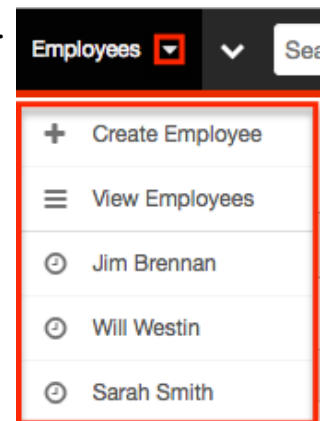 Employees
Sea
Create Employee
View Employees
Jim Brennan
Will Westin
Sarah Smith